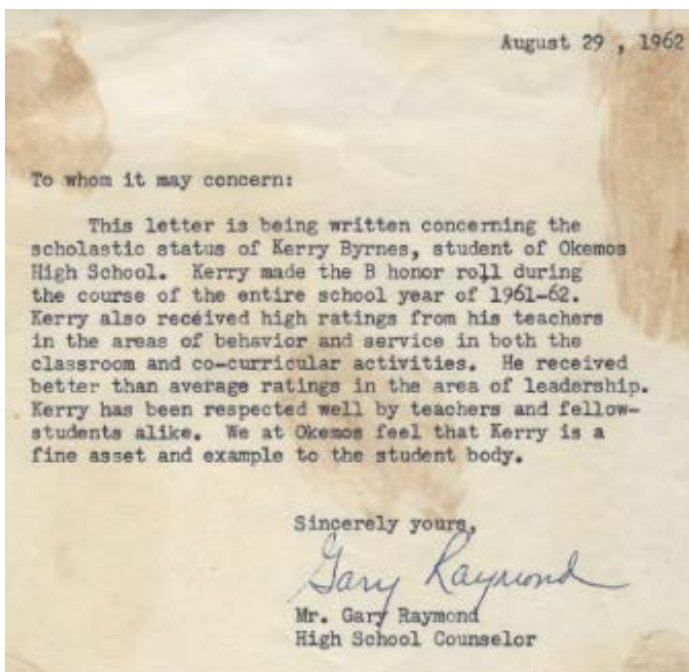 August 29 , 1962
To whom it may concern:
This letter is being written concerning the
scholastic status of Kerry Byrnes, student of Okemos
High School. Kerry made the B honor roll during
the course of the entire school year of 1961-62.
Kerry also received high ratings from his teachers
in the areas of behavior and service in both the
classroom and co-curricular activities. He received
better than average ratings in the area of leadership.
Kerry has been respected well by teachers and fellow-
students alike. We at Okemos feel that Kerry is a
fine asset and example to the student body.
Sincerely yours,
Gary Raymond
Mr. Gary Raymond
High School Counselor